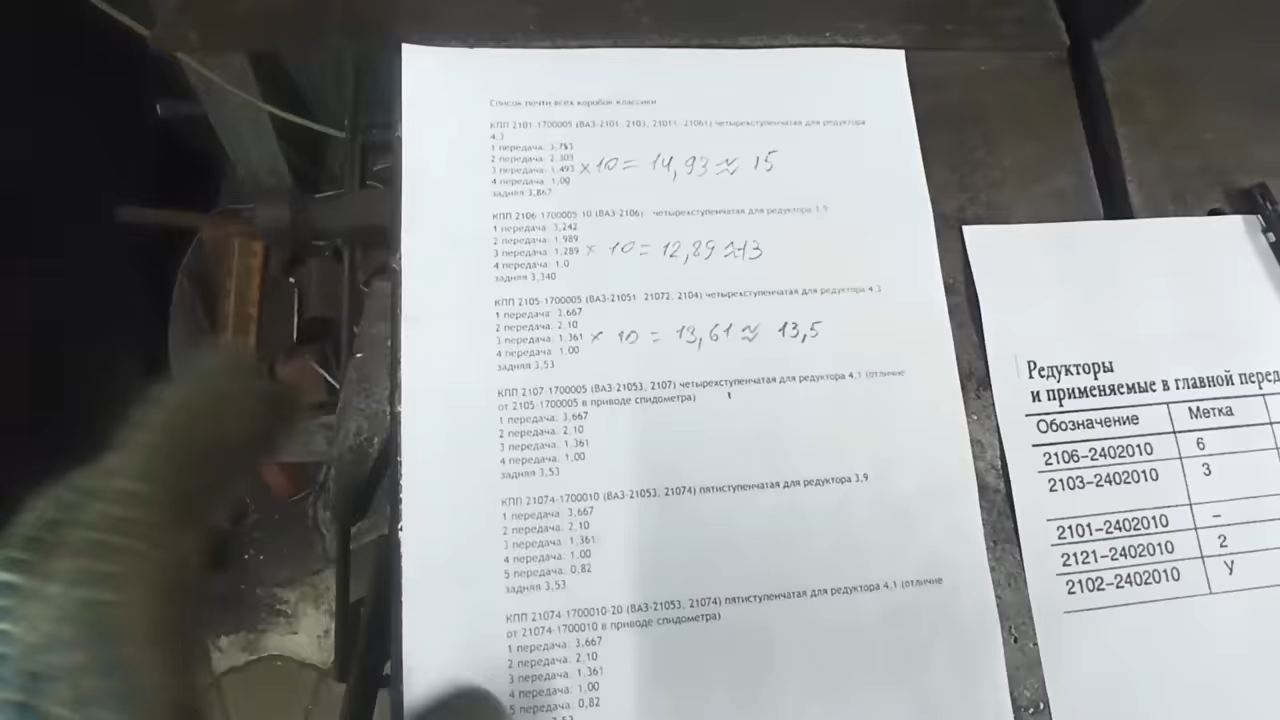 Список почти всех коробок классики
КПП 2101-1700005 (ВАЗ-2101, 2103, 21011, 21061) четырехступенчатая для редуктора
4,3
1 передача: 3,753
2 передача: 2,303
3 передача: 1,493 × 10 = 14,93 ≈ 15
4 передача: 1,00
задняя 3,867
КПП 2106-1700005-10 (ВАЗ-2106) четырехступенчатая для редуктора 3,9
1 передача: 3,242
2 передача: 1,989
3 передача: 1,289 × 10 = 12,89 ≈ 13
4 передача: 1,0
задняя 3,340
КПП 2105-1700005 (ВАЗ-21051, 21072, 2104) четырехступенчатая для редуктора 4,3
1 передача: 3,667
2 передача: 2,10
3 передача: 1,361 × 10 = 13,61 ≈ 13,5
4 передача: 1,00
задняя 3,53
КПП 2107-1700005 (ВАЗ-21053, 2107) четырехступенчатая для редуктора 4,1 (отличие
от 2105-1700005 в приводе спидометра)
1 передача: 3,667
2 передача: 2,10
3 передача: 1,361
4 передача: 1,00
задняя 3,53
КПП 21074-1700010 (ВАЗ-21053, 21074) пятиступенчатая для редуктора 3,9
1 передача: 3,667
2 передача: 2,10
3 передача: 1,361
4 передача: 1,00
5 передача: 0,82
задняя 3,53
КПП 21074-1700010-20 (ВАЗ-21053, 21074) пятиступенчатая для редуктора 4,1 (отличие
от 21074-1700010 в приводе спидометра)
1 передача: 3,667
2 передача: 2,10
3 передача: 1,361
4 передача: 1,00
5 передача: 0,82
Редукторы
и применяемые в главной перед
Обозначение Метка
2106–2402010 6
2103–2402010 3
2101–2402010 –
2121–2402010 2
2102–2402010 У